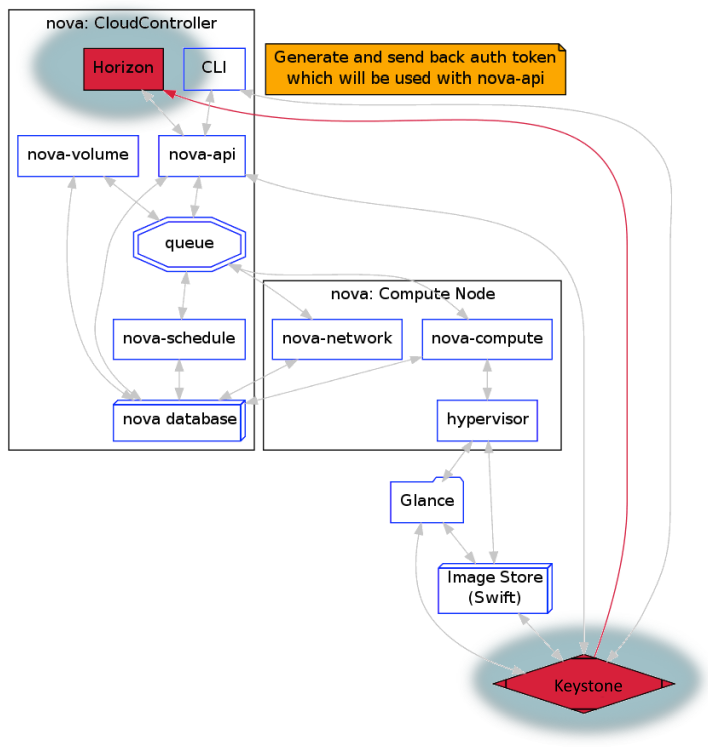 nova: CloudController
Horizon
CLI
Generate and send back auth token
which will be used with nova-api
nova-volume
nova-api
queue
nova: Compute Node
nova-schedule
nova-network
nova-compute
nova database
hypervisor
Glance
Image Store
(Swift)
Keystone